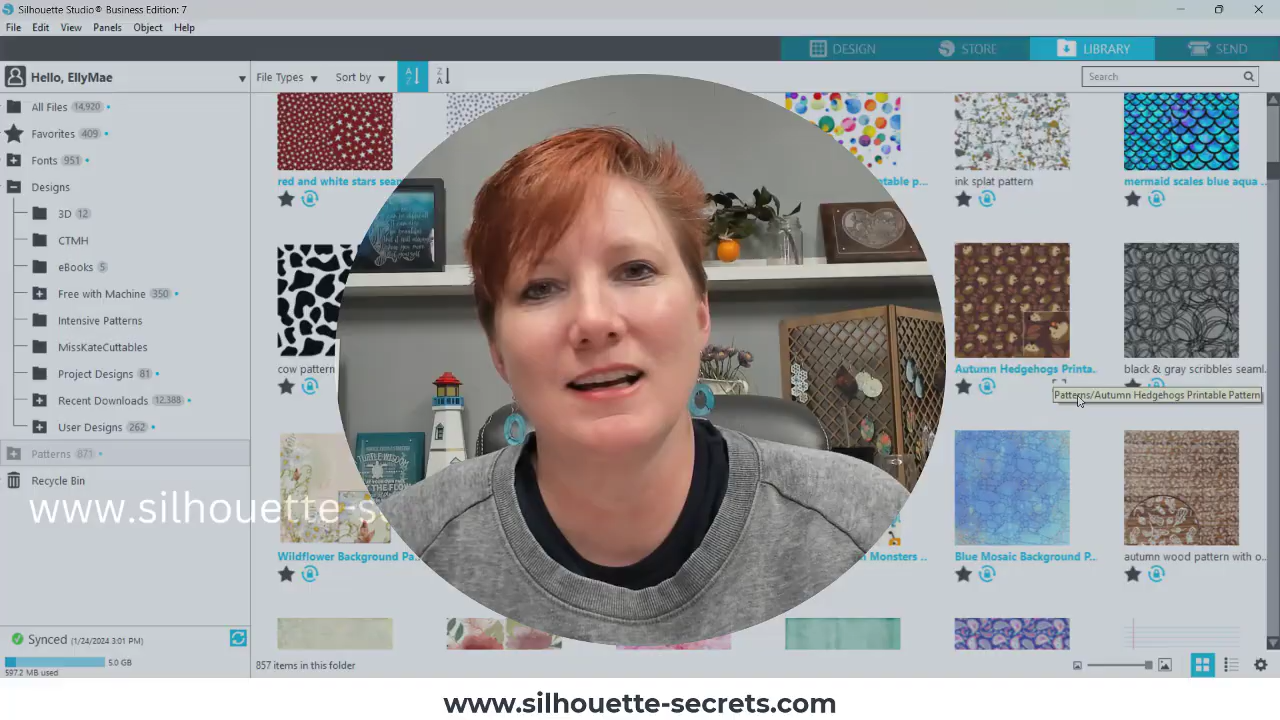 Silhouette Studio® Business Edition: 7
File Edit View Panels Object Help
DESIGN STORE LIBRARY SEND
Hello, EllyMae
File Types Sort by A Z Z A Search
All Files 14,920
Favorites 409
Fonts 951
Designs
3D 12
CTMH
eBooks 5
Free with Machine 350
Intensive Patterns
MissKateCuttables
Project Designs 81
Recent Downloads 12,388
User Designs 262
Patterns 871
Recycle Bin
www.silhouette-s
red and white stars sean
ntable p...
ink splat pattern
mermaid scales blue aqua ...
cow pattern
Autumn Hedgehogs Printa...
black & gray scribbles seaml...
Patterns/Autumn Hedgehogs Printable Pattern
TURTLE WISDOM
Wildflower Background Pa
Monsters ...
Blue Mosaic Background P...
autumn wood pattern with o...
Synced (1/24/2024 3:01 PM)
5.0 GB
597.2 MB used
857 items in this folder
www.silhouette-secrets.com